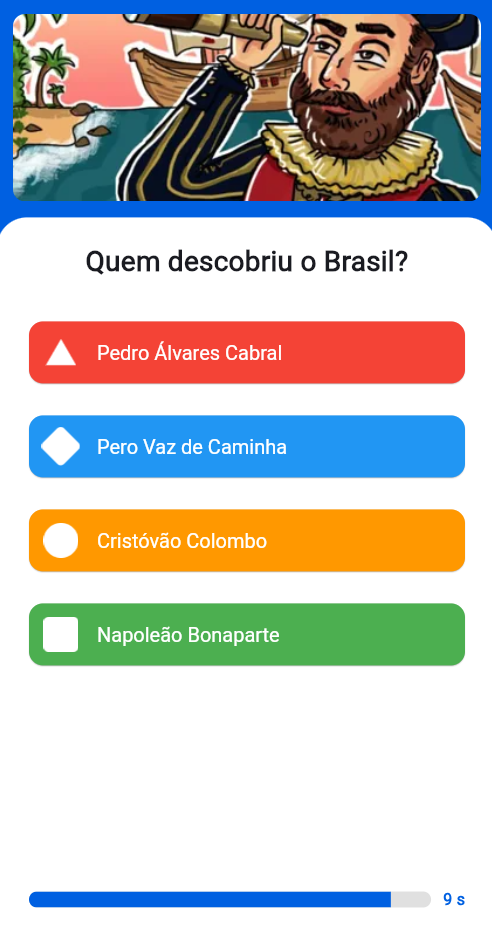 Quem descobriu o Brasil?
Pedro Álvares Cabral
Pero Vaz de Caminha
Cristóvão Colombo
Napoleão Bonaparte
9 s